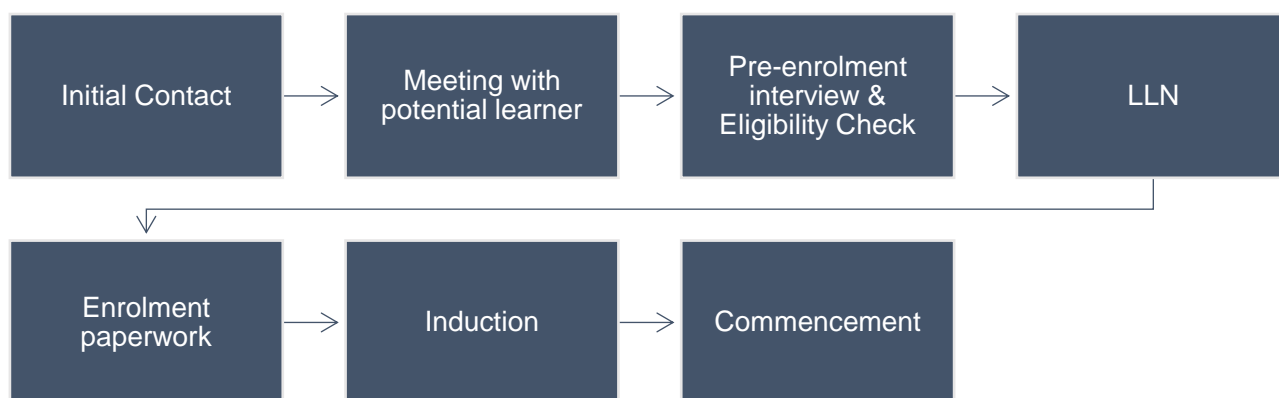 Initial Contact
Meeting with
potential learner
Pre-enrolment
interview &
Eligibility Check
LLN
Enrolment
paperwork
Induction
Commencement